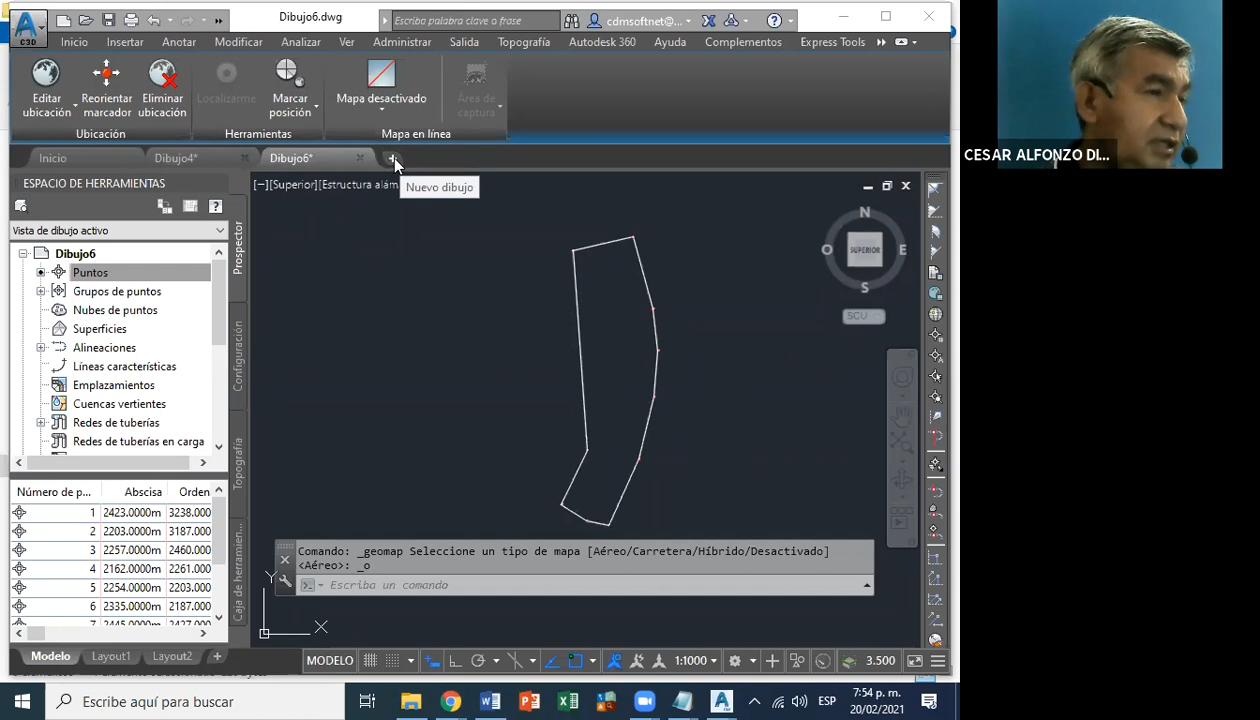 Dibujo6.dwg
Escriba palabra clave o frase
cdmsoftnet@...
C3D
Inicio Insertar Anotar Modificar Analizar Ver Administrar Salida Topografía Autodesk 360 Ayuda Complementos Express Tools
Editar ubicación
Reorientar marcador
Eliminar ubicación
Localizarme
Marcar posición
Mapa desactivado
Área de captura
Ubicación Herramientas Mapa en línea
Inicio Dibujo4* Dibujo6*
Nuevo dibujo
ESPACIO DE HERRAMIENTAS
[−][Superior][Estructura alám
Vista de dibujo activo
Dibujo6
Puntos
Grupos de puntos
Nubes de puntos
Superficies
Alineaciones
Líneas características
Emplazamientos
Cuencas vertientes
Redes de tuberías
Redes de tuberías en carga
Prospector
Configuración
Topografía
Caja de herramien...
Número de p... Abscisa Orden
1 2423.0000m 3238.000
2 2203.0000m 3187.000
3 2257.0000m 2460.000
4 2162.0000m 2261.000
5 2254.0000m 2203.000
6 2335.0000m 2187.000
7 2445.0000m 2427.000
N
O SUPERIOR E
S
SCU
Comando: _geomap Seleccione un tipo de mapa [Aéreo/Carretera/Híbrido/Desactivado]
<Aéreo>: _o
Escriba un comando
Y
X
Modelo Layout1 Layout2 +
MODELO 1:1000 3.500
CESAR ALFONZO DI...
Escribe aquí para buscar
ESP
7:54 p. m.
20/02/2021